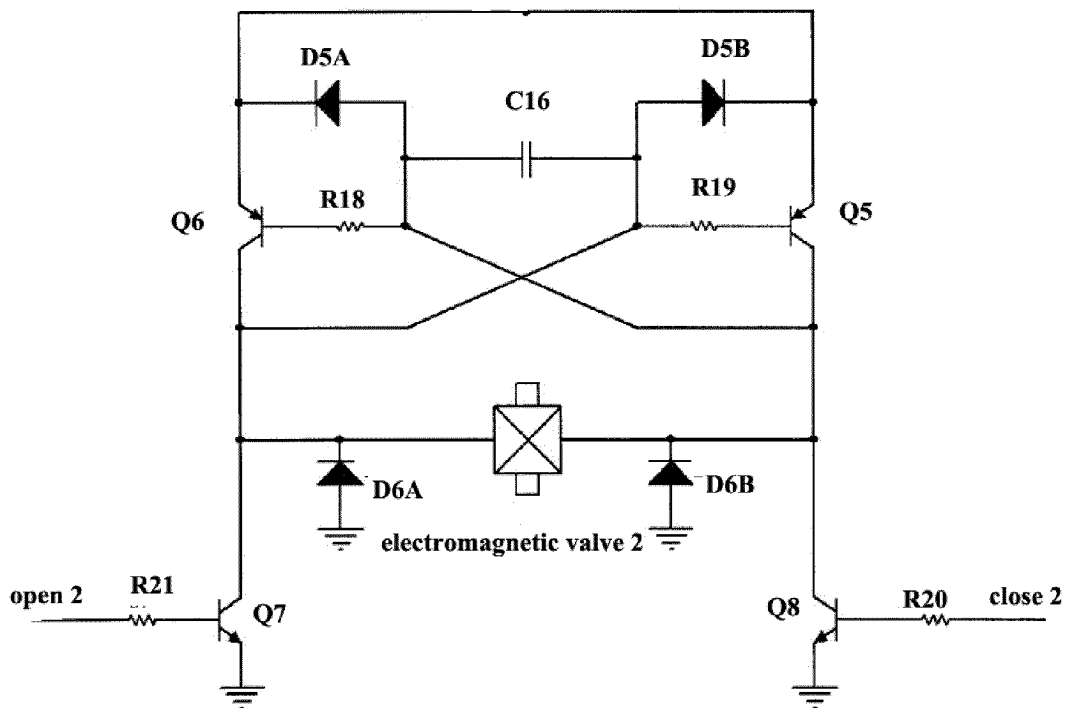 D5A
D5B
C16
R18
R19
Q6
Q5
D6A
D6B
electromagnetic valve 2
open 2
R21
Q7
Q8
R20
close 2